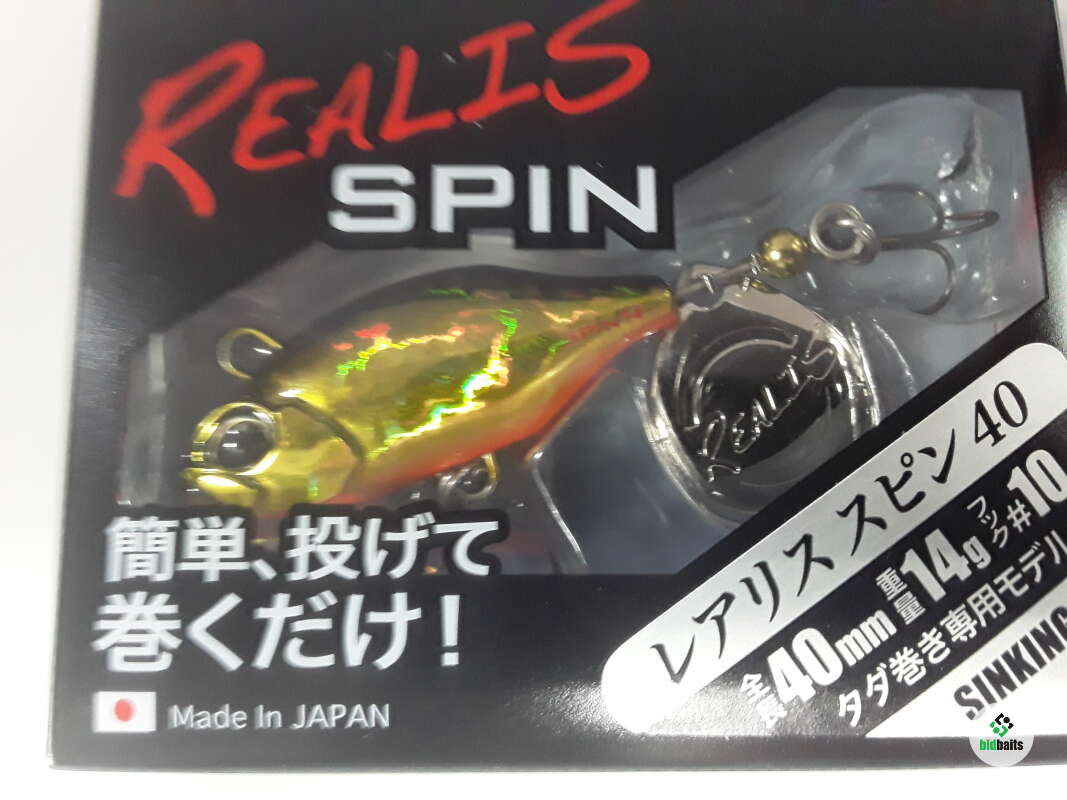 REALIS
SPIN
REALIS
レアリス スピン 40
全長40mm 重量14g フック#10
タダ巻き専用モデル
SINKING
簡単、投げて
巻くだけ!
Made In JAPAN
bidbaits